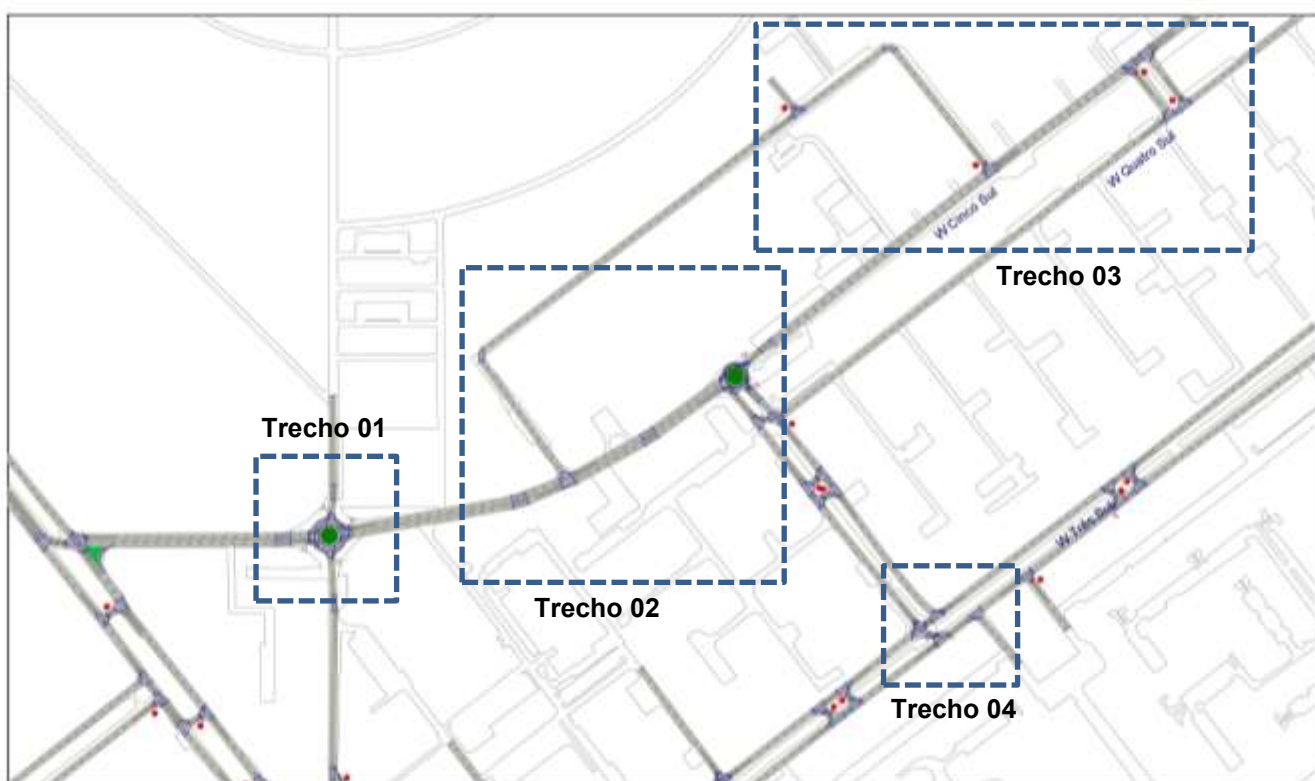 W Quatro Sul
W Cinco Sul
Trecho 03
Trecho 01
W Três Sul
Trecho 02
Trecho 04